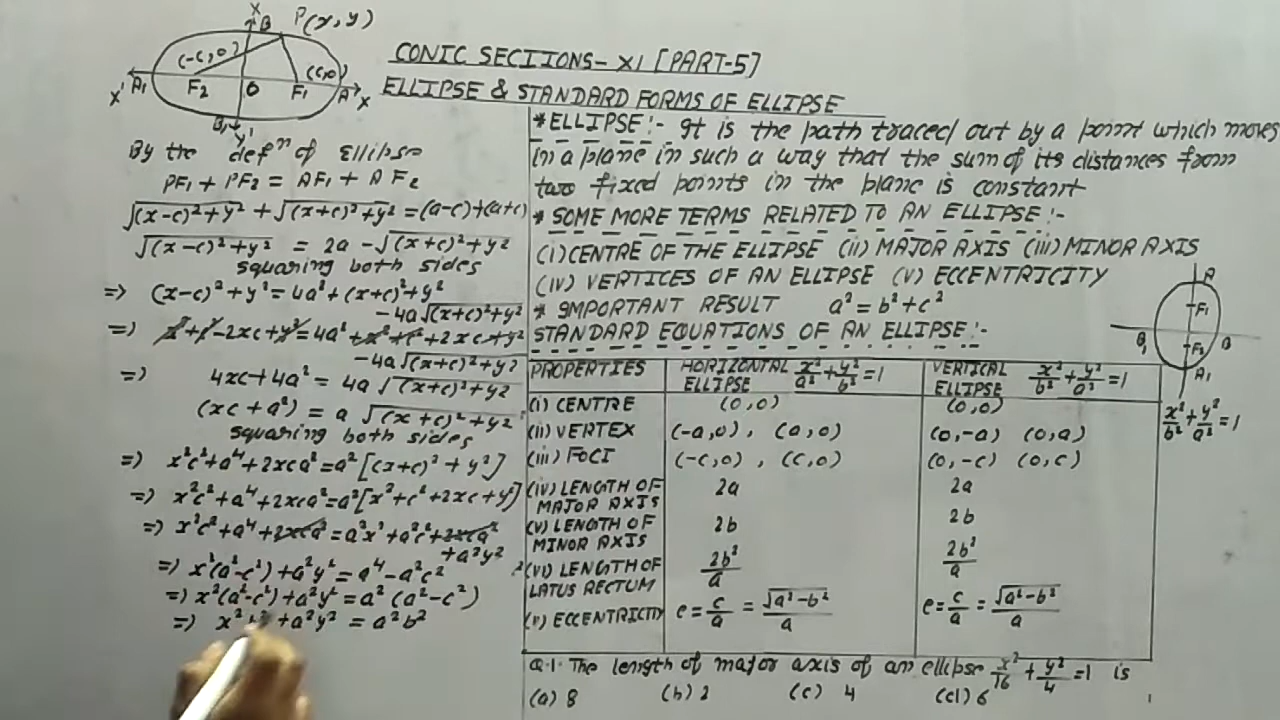 X
B P(x, y)
(-c, 0)
(c, 0)
X' A₁ F₂ O F₁ A X
B₁ Y'
CONIC SECTIONS- XI [PART-5]
ELLIPSE & STANDARD FORMS OF ELLIPSE
By the defⁿ of Ellipse
PF₁ + PF₂ = AF₁ + AF₂
√(x-c)²+y² + √(x+c)²+y² = (a-c)+(a+c)
√(x-c)²+y² = 2a - √(x+c)²+y²
squaring both sides
=> (x-c)²+y² = 4a²+(x+c)²+y²
-4a√(x+c)²+y²
=> x²+c²-2xc+y² = 4a²+x²+c²+2xc+y²
-4a√(x+c)²+y²
=> 4xc+4a² = 4a√(x+c)²+y²
(xc+a²) = a√(x+c)²+y²
squaring both sides
=> x²c²+a⁴+2xca² = a²[(x+c)²+y²]
=> x²c²+a⁴+2xca² = a²[x²+c²+2xc+y²]
=> x²c²+a⁴+2xca² = a²x²+a²c²+2xca²
+a²y²
=> x²(a²-c²)+a²y² = a⁴-a²c²
=> x²(a²-c²)+a²y² = a²(a²-c²)
=> x² +a²y² = a²b²
*ELLIPSE:- It is the path traced out by a point which moves
in a plane in such a way that the sum of its distances from
two fixed points in the plane is constant
* SOME MORE TERMS RELATED TO AN ELLIPSE:-
(i) CENTRE OF THE ELLIPSE (ii) MAJOR AXIS (iii) MINOR AXIS
(iv) VERTICES OF AN ELLIPSE (v) ECCENTRICITY
* IMPORTANT RESULT a² = b²+c²
STANDARD EQUATIONS OF AN ELLIPSE:-
PROPERTIES HORIZONTAL ELLIPSE x²/a²+y²/b²=1 VERTICAL ELLIPSE x²/b²+y²/a²=1
(i) CENTRE (0,0) (0,0)
(ii) VERTEX (-a,0), (a,0) (0,-a) (0,a)
(iii) FOCI (-c,0), (c,0) (0,-c) (0,c)
(iv) LENGTH OF MAJOR AXIS 2a 2a
(v) LENGTH OF MINOR AXIS 2b 2b
(vi) LENGTH OF LATUS RECTUM 2b²/a 2b²/a
(v) ECCENTRICITY e=c/a=√a²-b²/a e=c/a=√a²-b²/a
A
F₁
B₁ B
F₂
A₁
x²/b²+y²/a²=1
Q.1. The length of major axis of an ellipse x²/16+y²/4=1 is
(a) 8 (b) 2 (c) 4 (d) 6